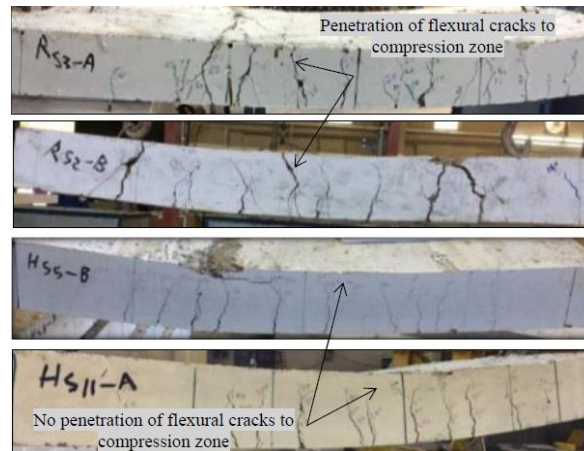 Penetration of flexural cracks to
compression zone
RS3-A
RS2-B
HS5-B
HS11-A
No penetration of flexural cracks to
compression zone